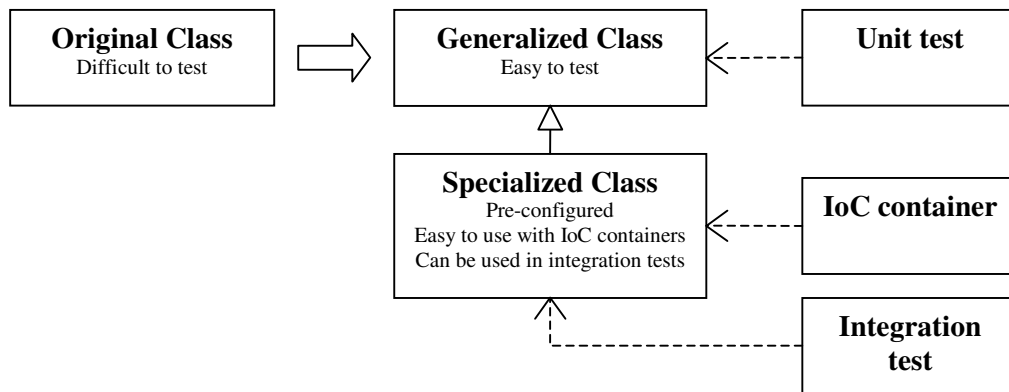 Original Class
Difficult to test
Generalized Class
Easy to test
Unit test
Specialized Class
Pre-configured
Easy to use with IoC containers
Can be used in integration tests
IoC container
Integration
test